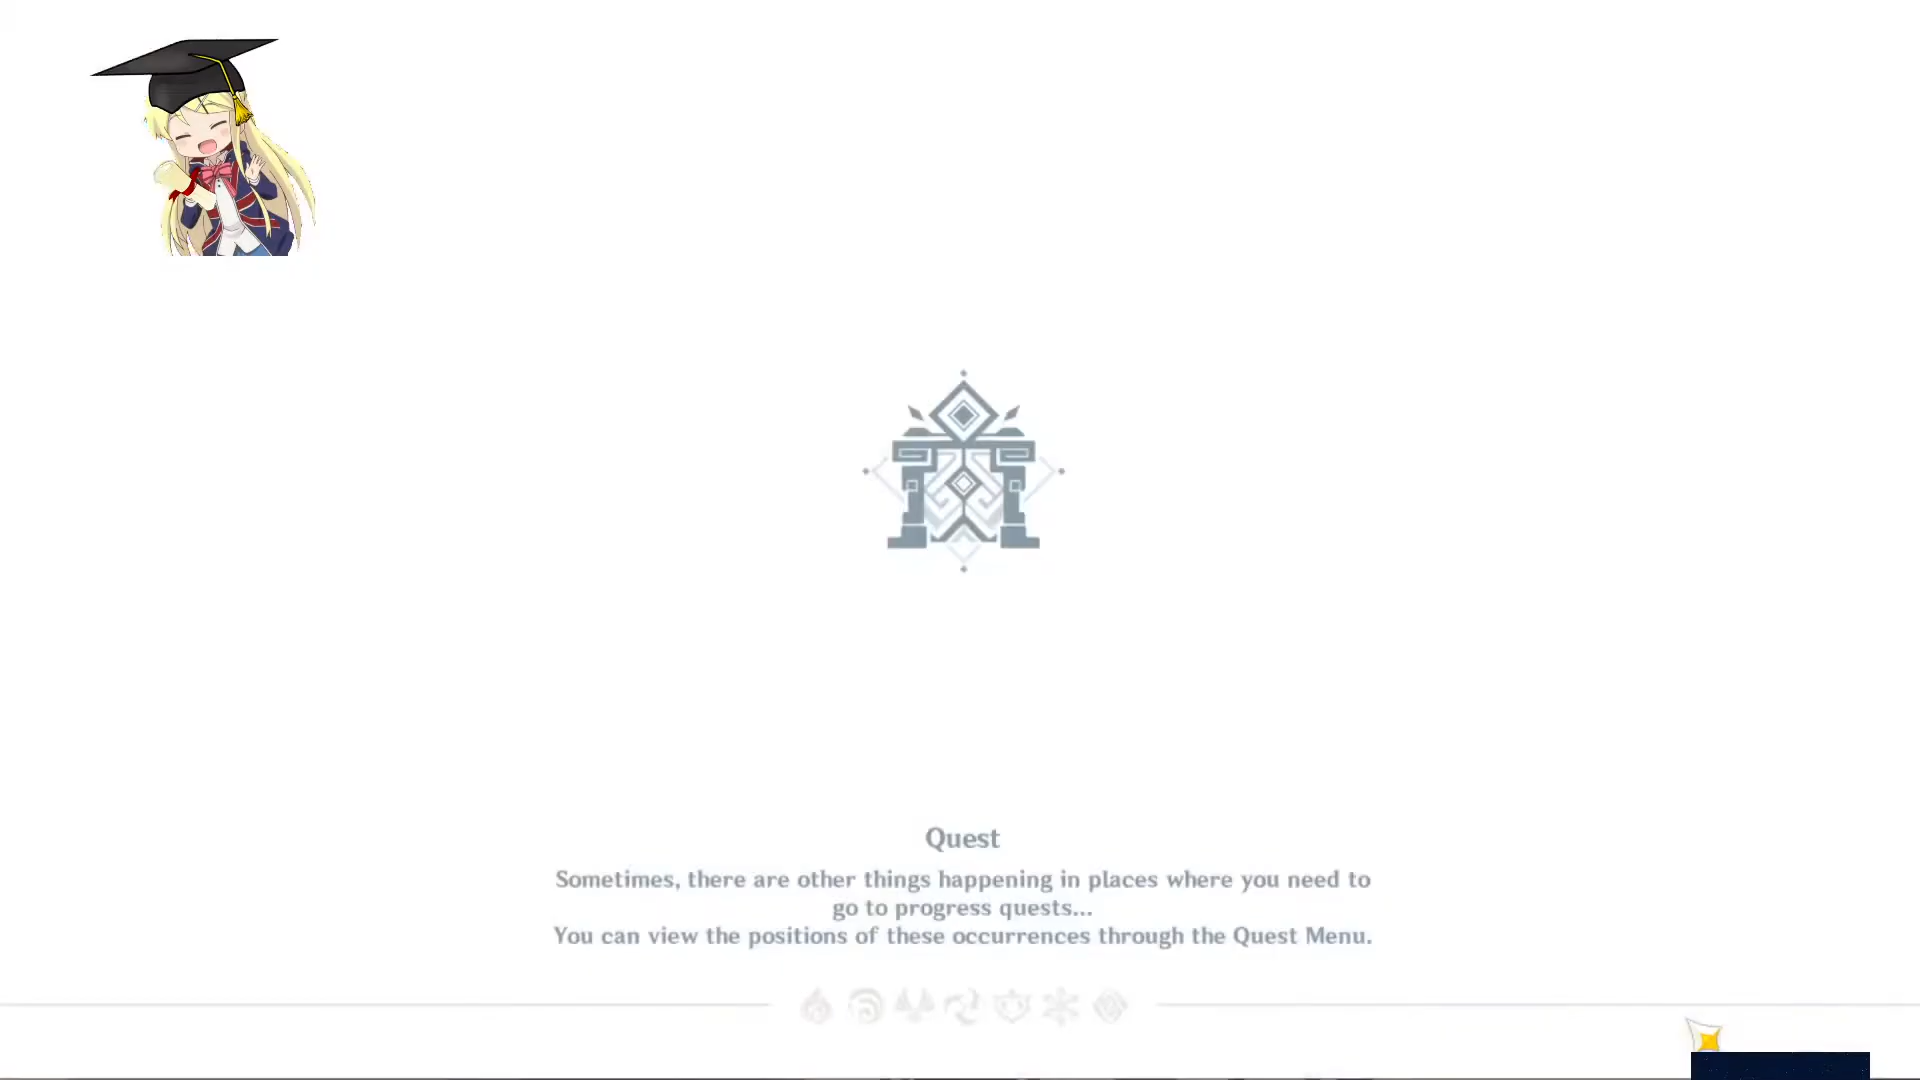 Quest
Sometimes, there are other things happening in places where you need to
go to progress quests...
You can view the positions of these occurrences through the Quest Menu.